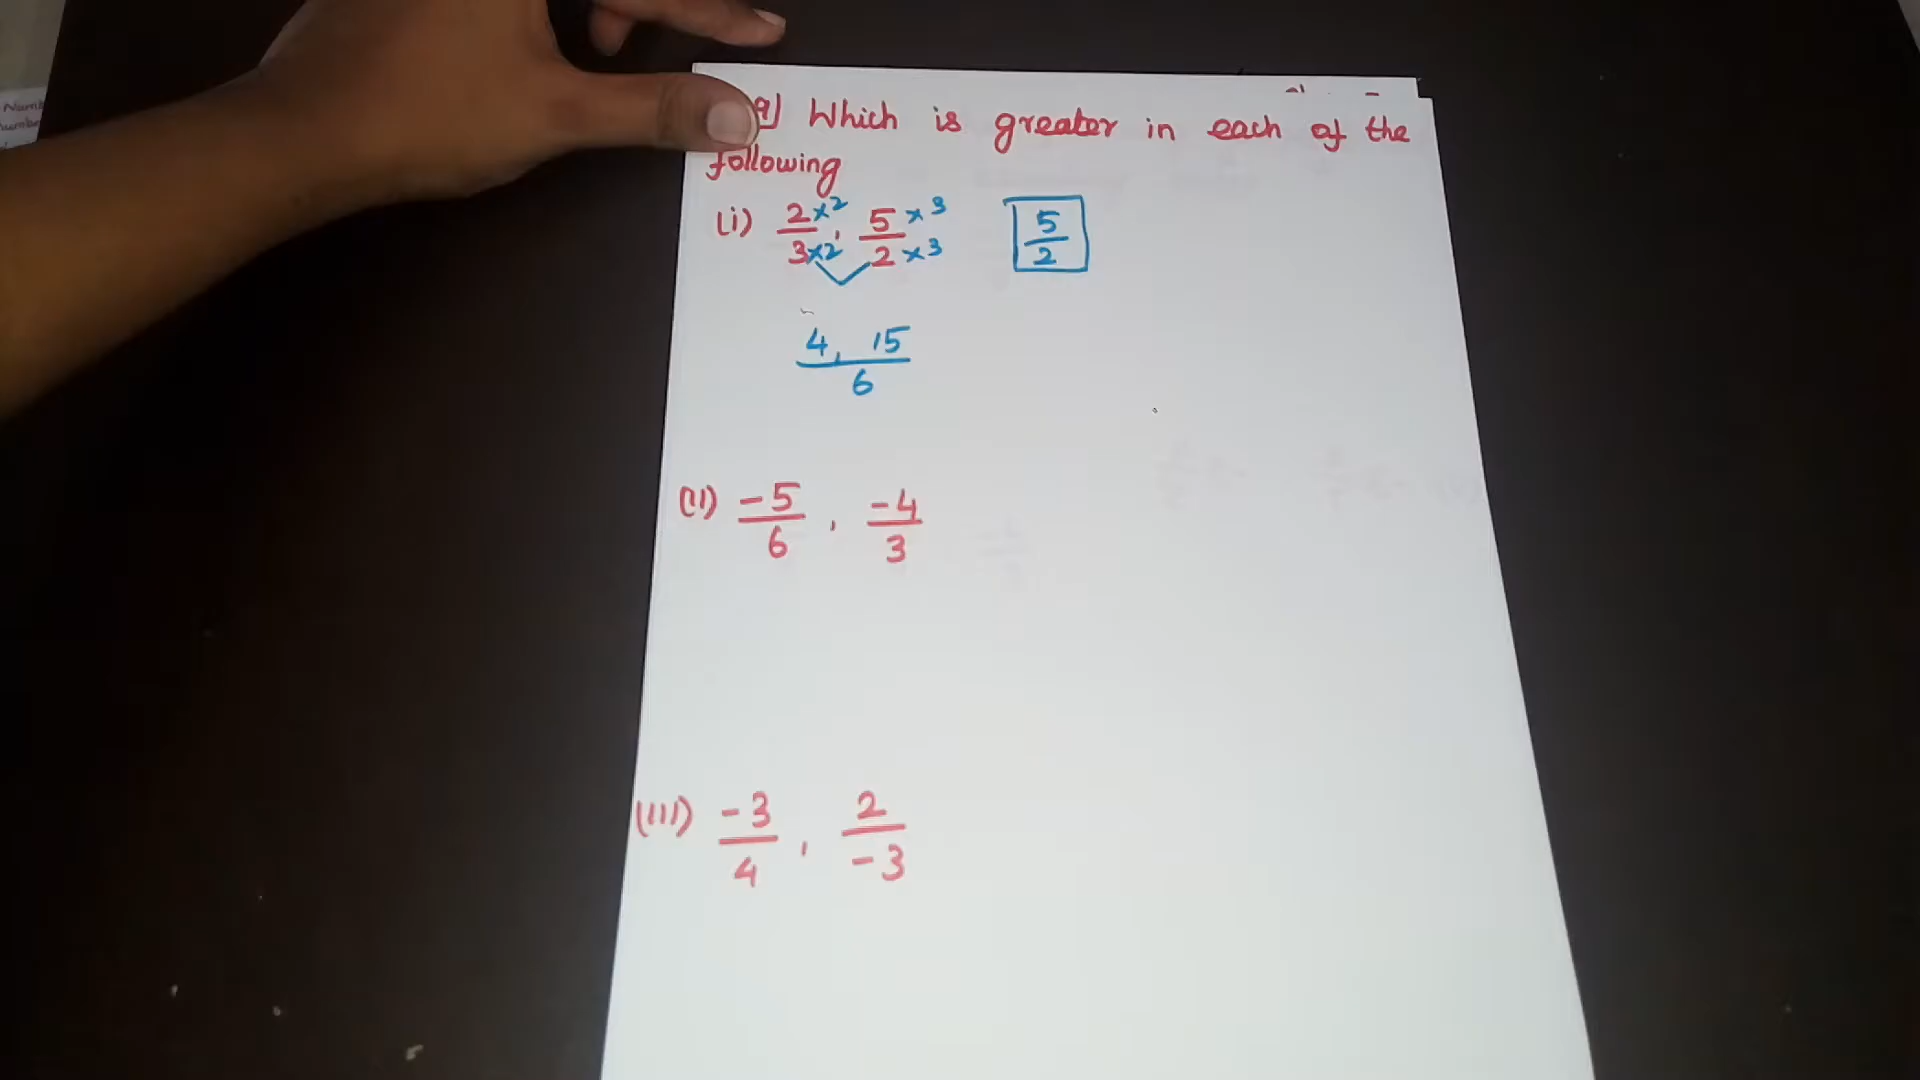 9) Which is greater in each of the
following
(i) 2×2/3×2, 5×3/2×3 5/2
4, 15/6
(ii) -5/6, -4/3
(iii) -3/4, 2/-3